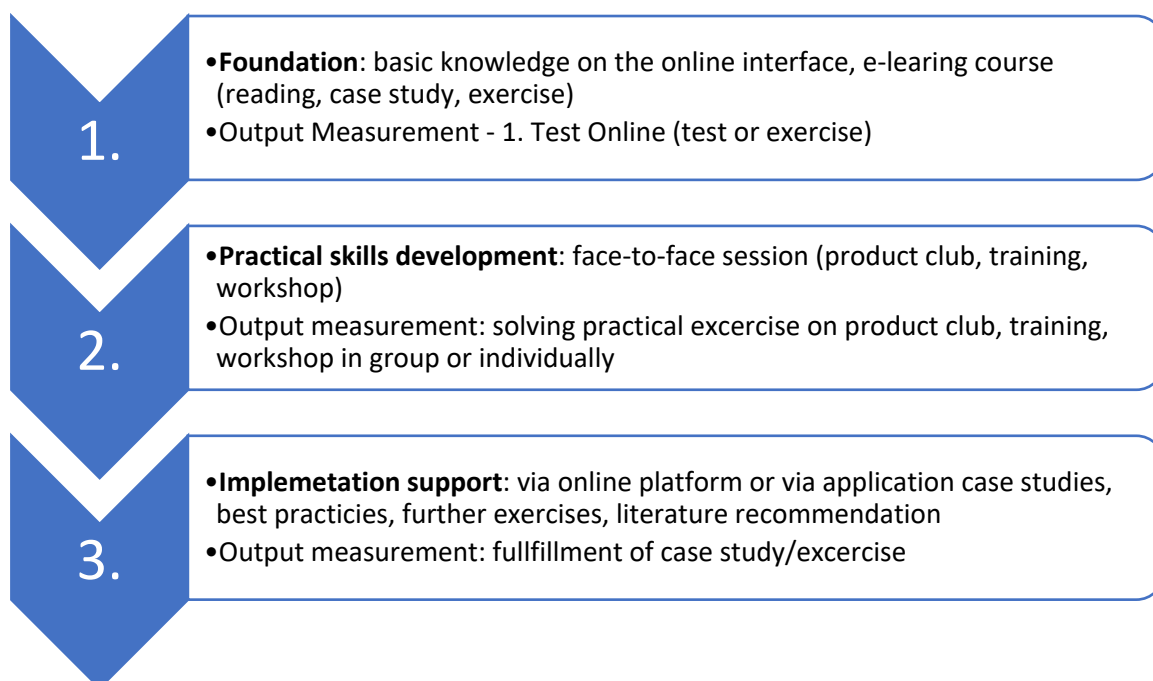 1.
•Foundation: basic knowledge on the online interface, e-learing course
(reading, case study, exercise)
•Output Measurement - 1. Test Online (test or exercise)
2.
•Practical skills development: face-to-face session (product club, training,
workshop)
•Output measurement: solving practical excercise on product club, training,
workshop in group or individually
3.
•Implemetation support: via online platform or via application case studies,
best practicies, further exercises, literature recommendation
•Output measurement: fullfillment of case study/excercise